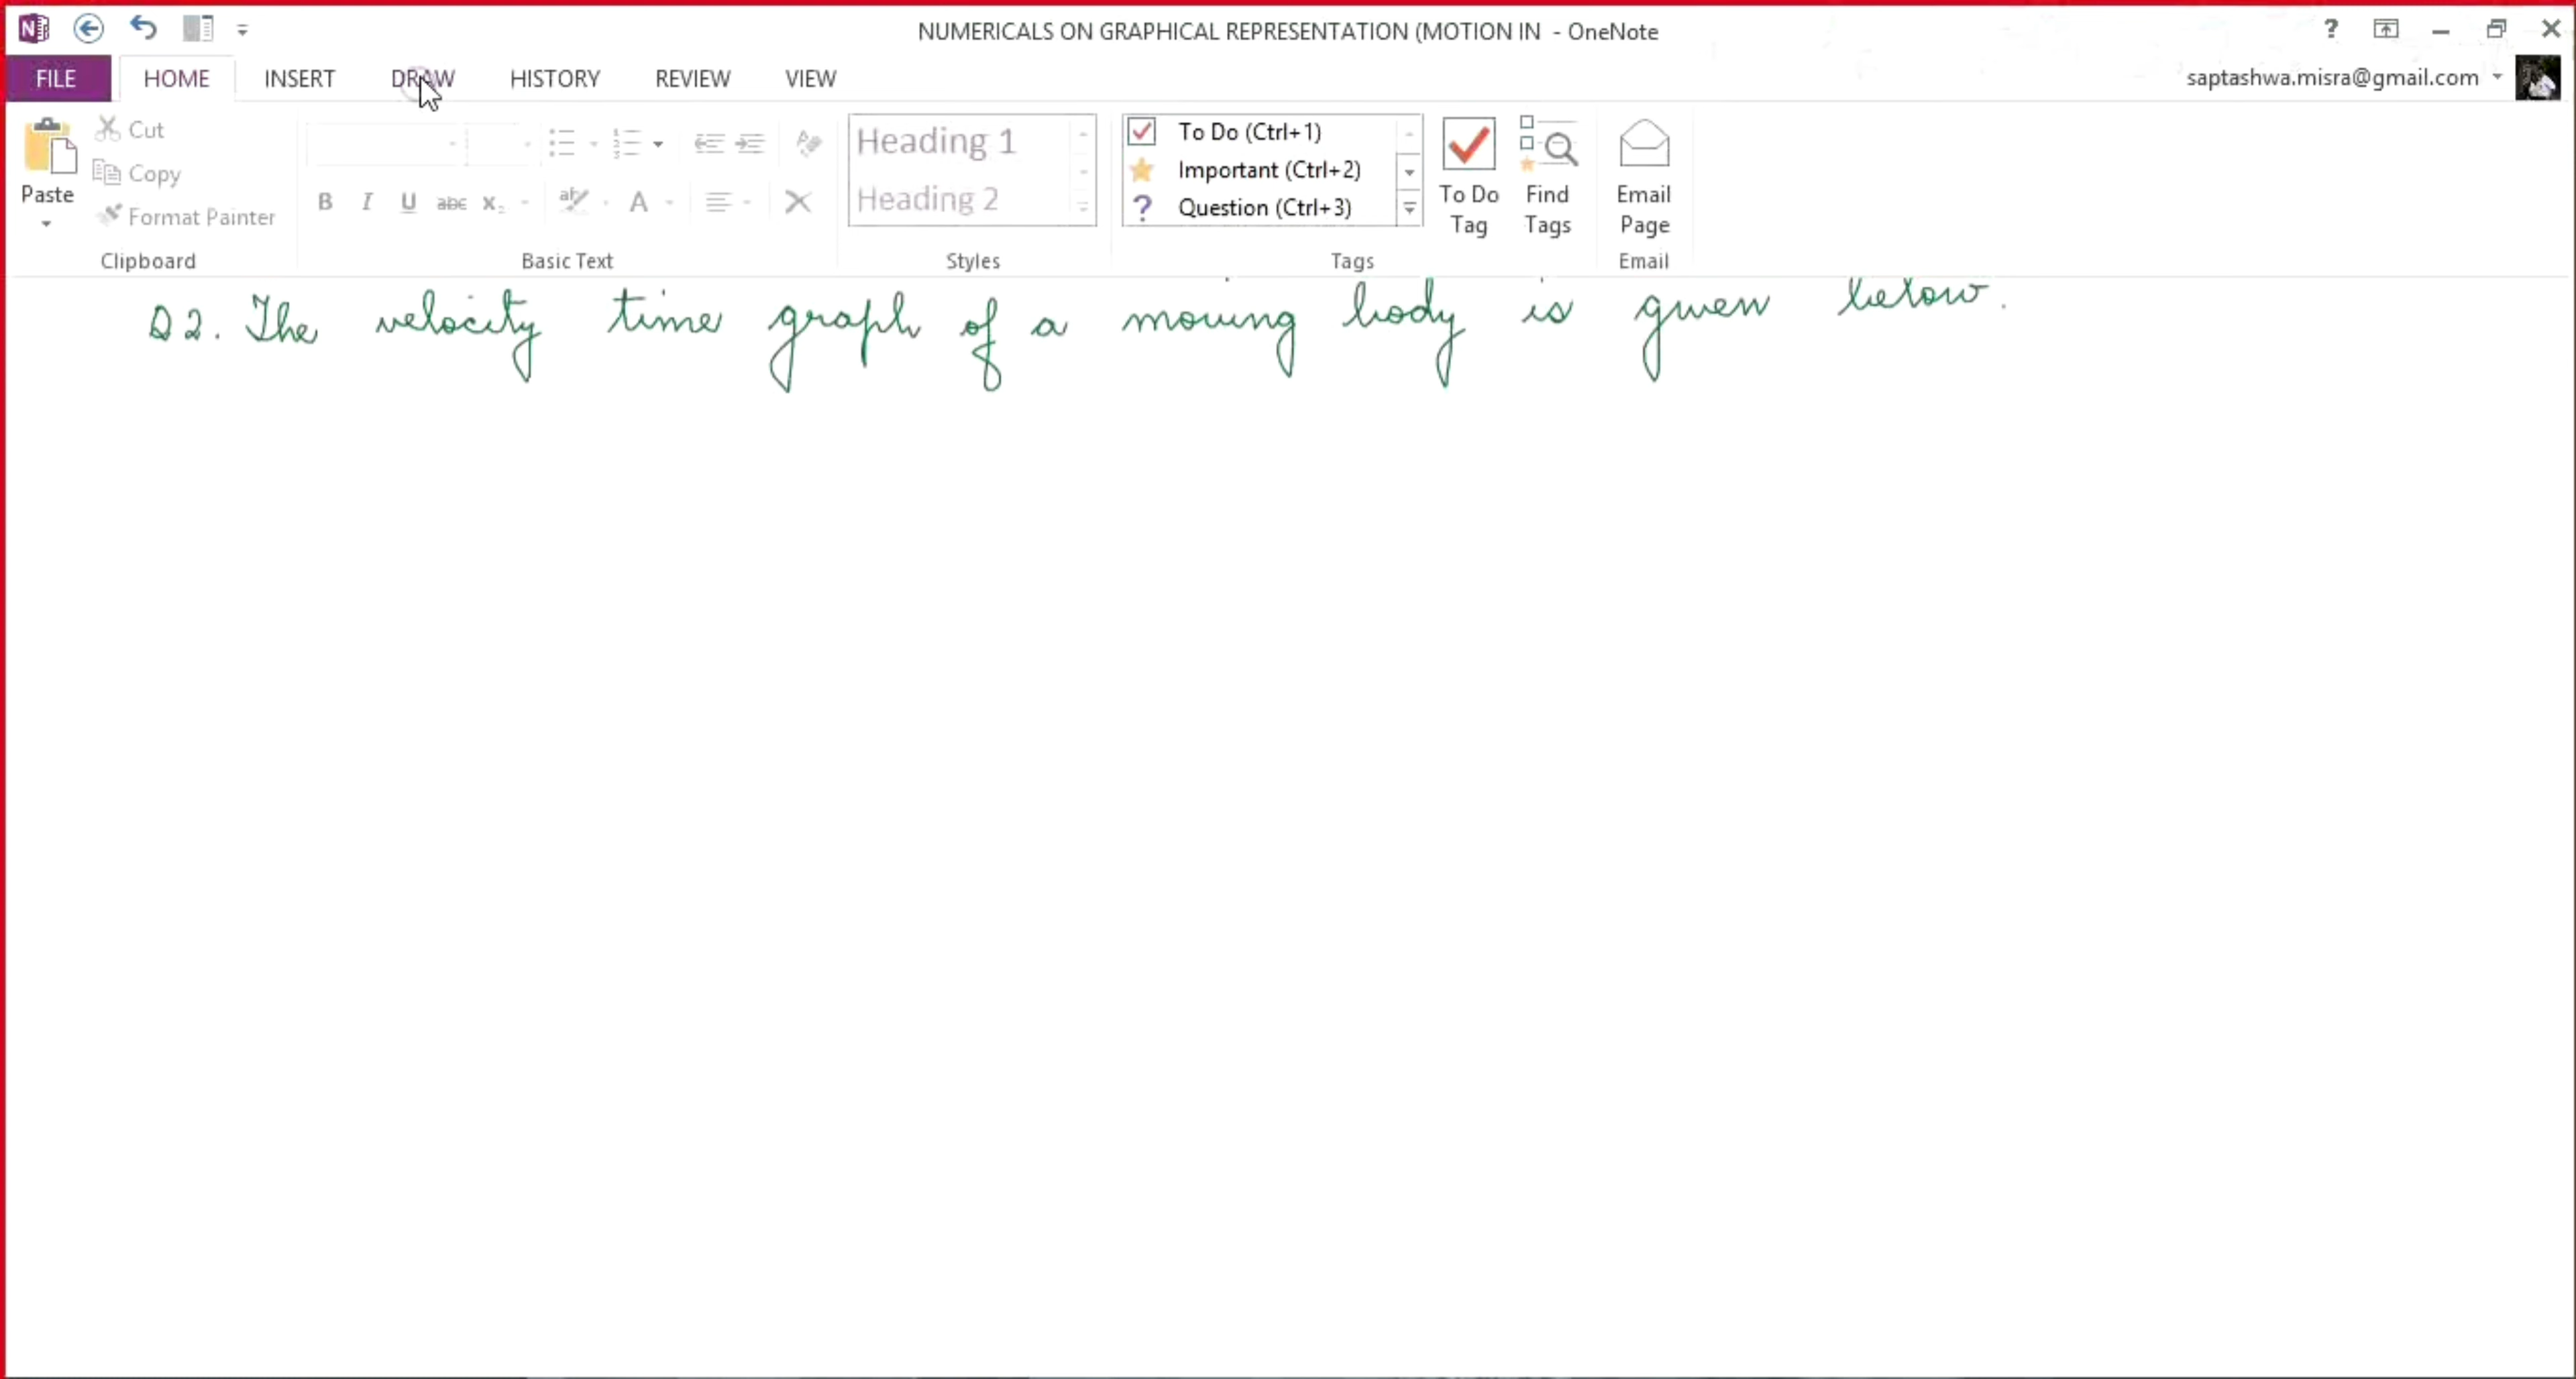 NUMERICALS ON GRAPHICAL REPRESENTATION (MOTION IN - OneNote
FILE HOME INSERT DRAW HISTORY REVIEW VIEW saptashwa.misra@gmail.com
Paste Cut Copy Format Painter
Clipboard
B I U abc X₂ ab A
Basic Text
Heading 1
Heading 2
Styles
To Do (Ctrl+1)
Important (Ctrl+2)
Question (Ctrl+3)
To Do Tag
Find Tags
Tags
Email Page
Email
Q2. The velocity time graph of a moving body is given below.